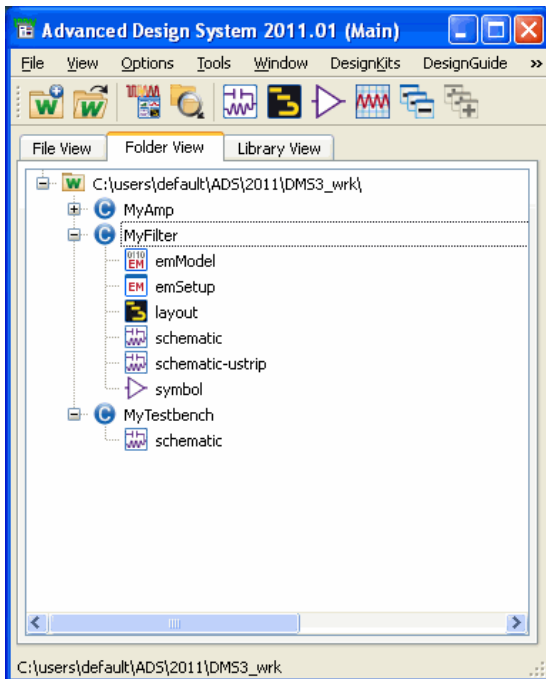 Advanced Design System 2011.01 (Main)
File View Options Tools Window DesignKits DesignGuide »
File View Folder View Library View
C:\users\default\ADS\2011\DMS3_wrk\
MyAmp
MyFilter
emModel
emSetup
layout
schematic
schematic-ustrip
symbol
MyTestbench
schematic
C:\users\default\ADS\2011\DMS3_wrk